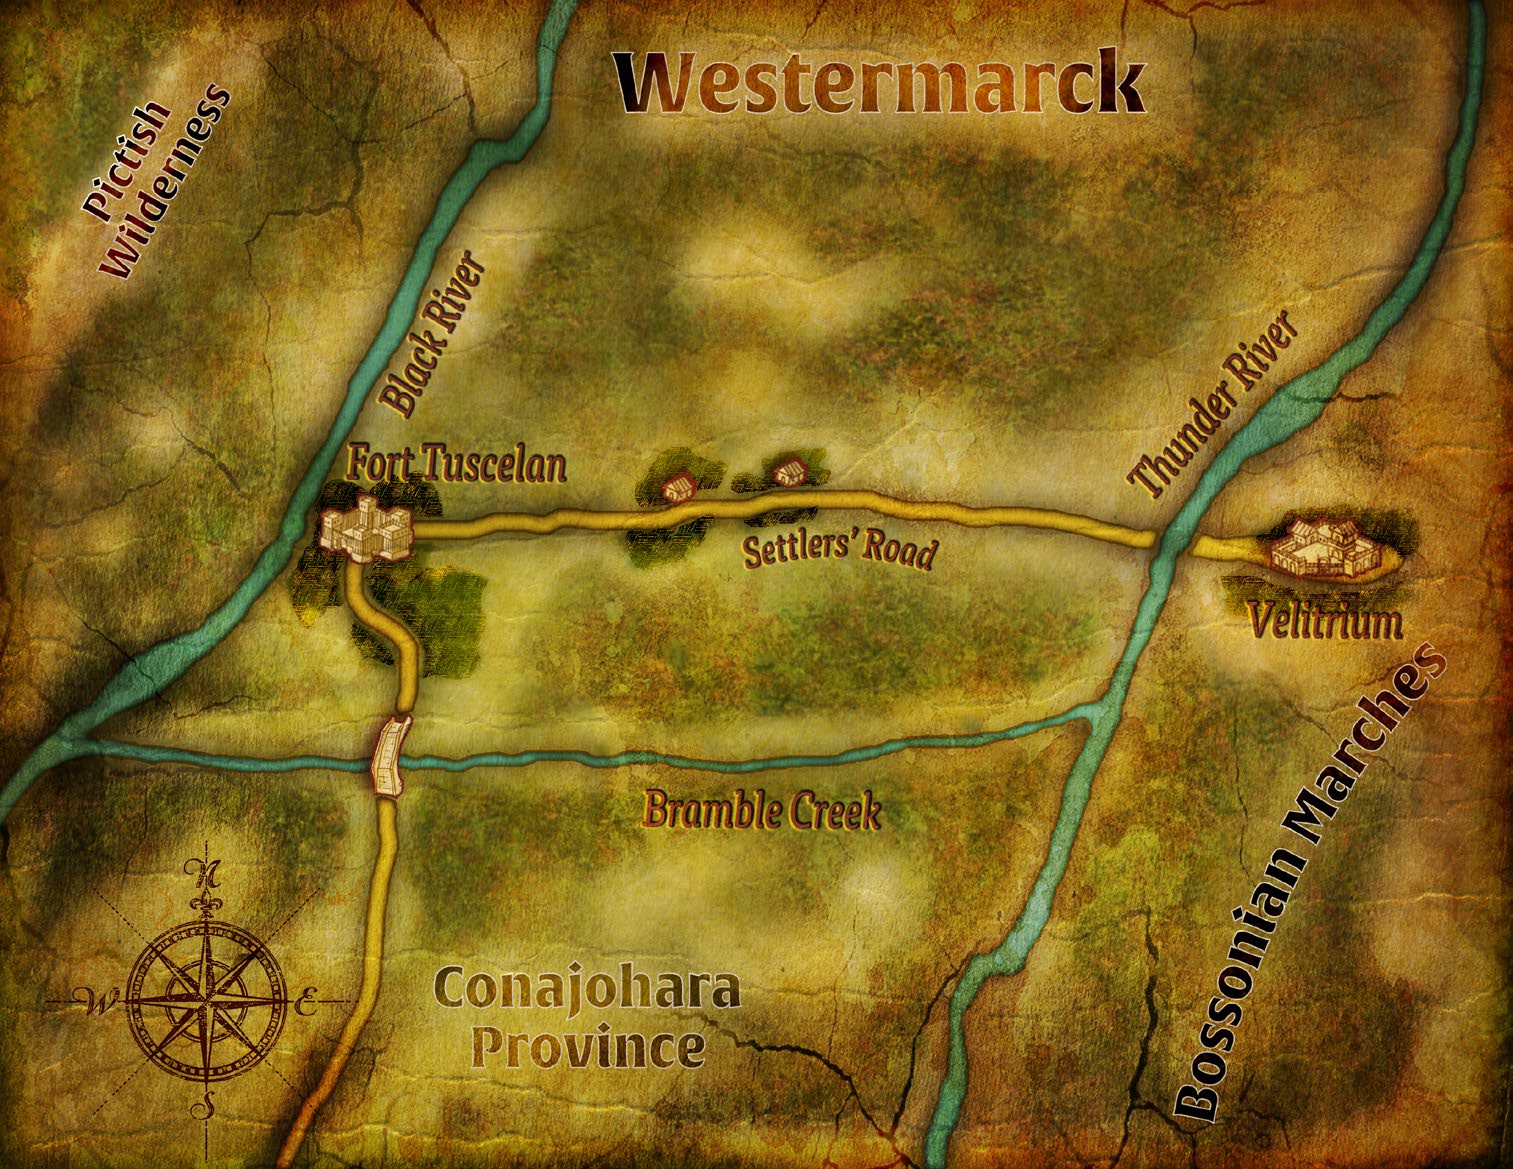 Westermarck
Pictish
Wilderness
Black River
Thunder River
Fort Tuscelan
Settlers' Road
Velitrium
Bossonian Marches
Bramble Creek
N
W
E
S
Conajohara
Province